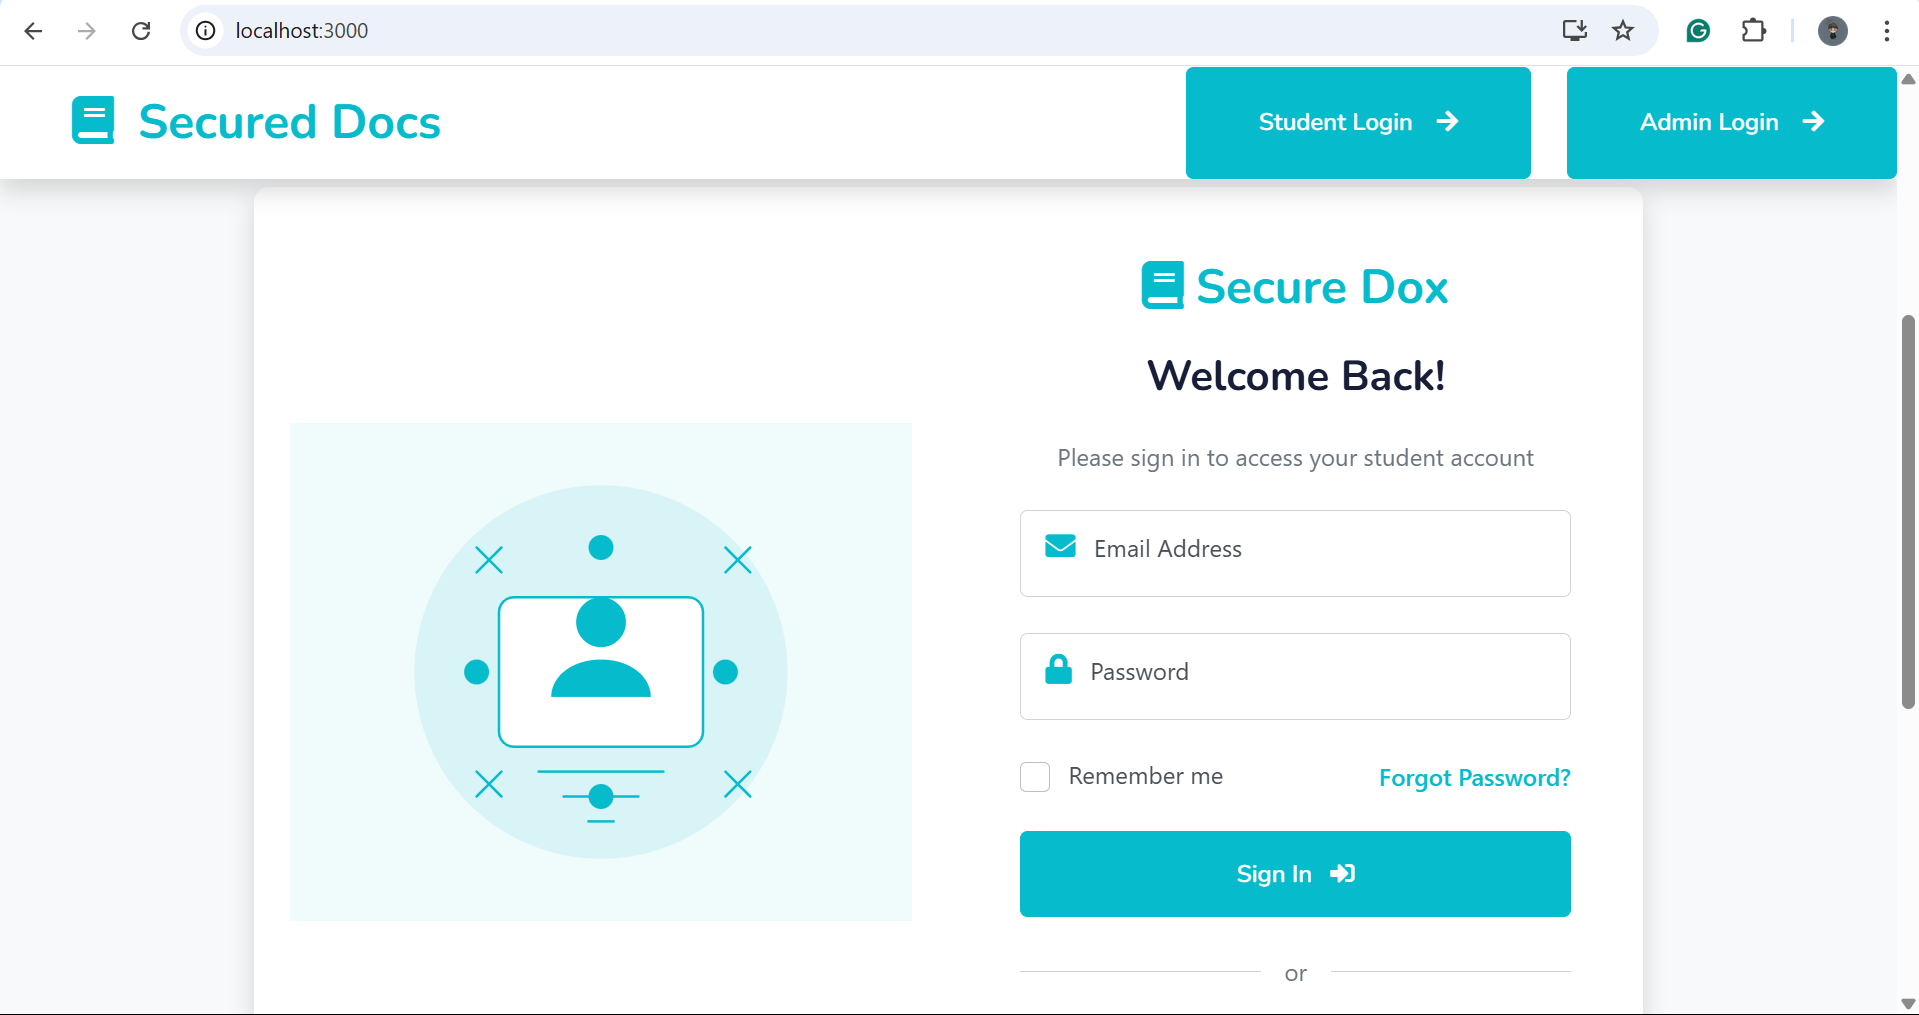 localhost:3000
Secured Docs
Student Login
Admin Login
Secure Dox
Welcome Back!
Please sign in to access your student account
Email Address
Password
Remember me
Forgot Password?
Sign In
or